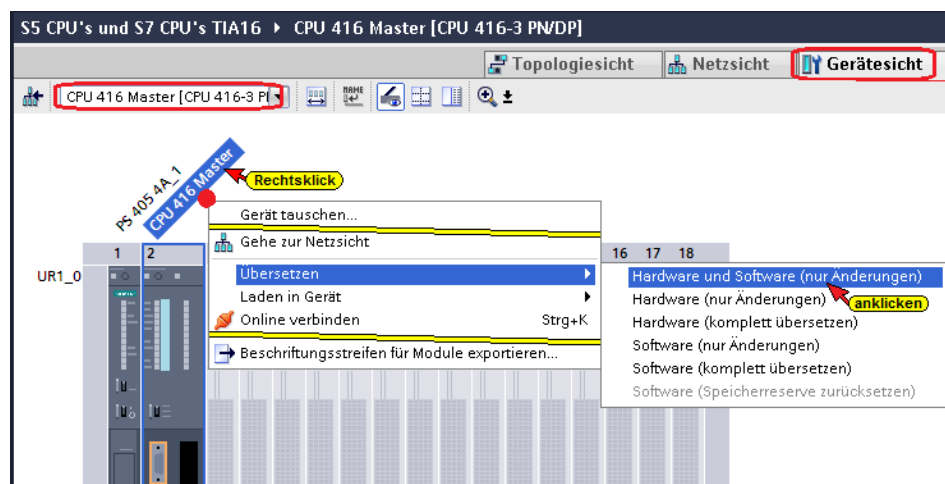 S5 CPU's und S7 CPU's TIA16 ▸ CPU 416 Master [CPU 416-3 PN/DP]
Topologiesicht Netzsicht Gerätesicht
CPU 416 Master [CPU 416-3 P
NAME
PS 405 4A_1
CPU 416 Master
Rechtsklick
Gerät tauschen...
Gehe zur Netzsicht
1 2 16 17 18
UR1_0
Übersetzen
Hardware und Software (nur Änderungen)
Laden in Gerät
Hardware (nur Änderungen)
anklicken
Online verbinden Strg+K
Hardware (komplett übersetzen)
Software (nur Änderungen)
Beschriftungsstreifen für Module exportieren...
Software (komplett übersetzen)
Software (Speicherreserve zurücksetzen)